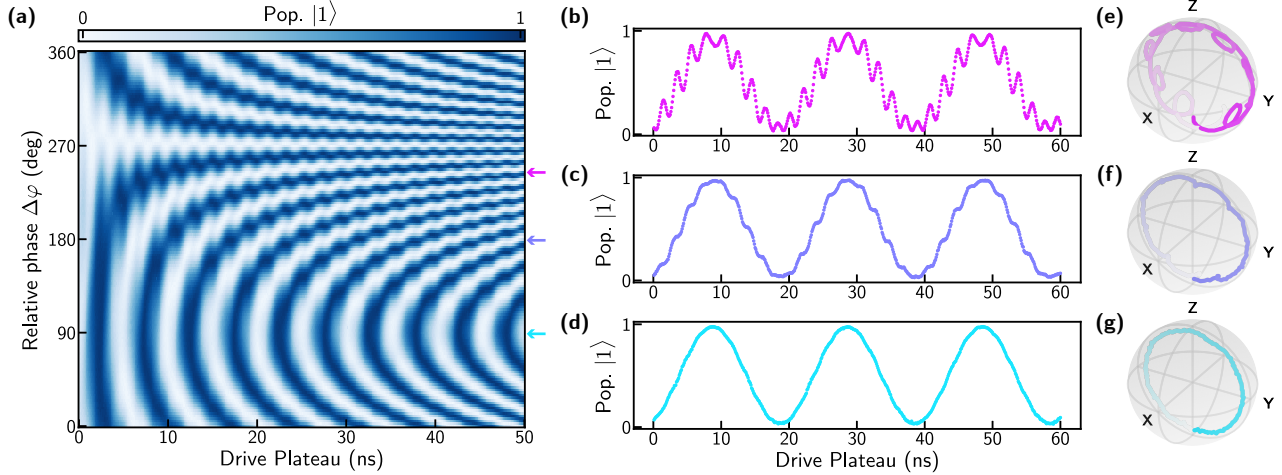 (a)
Pop. |1⟩
0 1
Relative phase Δφ (deg)
360
270
180
90
0
0 10 20 30 40 50
Drive Plateau (ns)
(b)
Pop. |1⟩
1
0
0 10 20 30 40 50 60
(c)
Pop. |1⟩
1
0
0 10 20 30 40 50 60
(d)
Pop. |1⟩
1
0
0 10 20 30 40 50 60
Drive Plateau (ns)
(e)
Z
X
Y
(f)
Z
X
Y
(g)
Z
X
Y